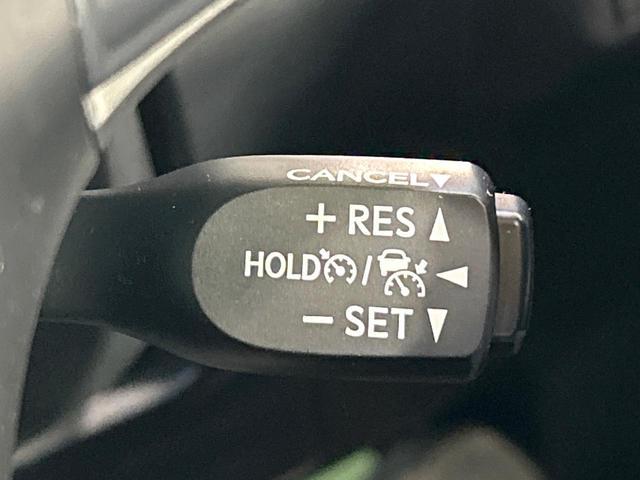 CANCEL▼
+ RES ▲
HOLD / ◀
− SET ▼